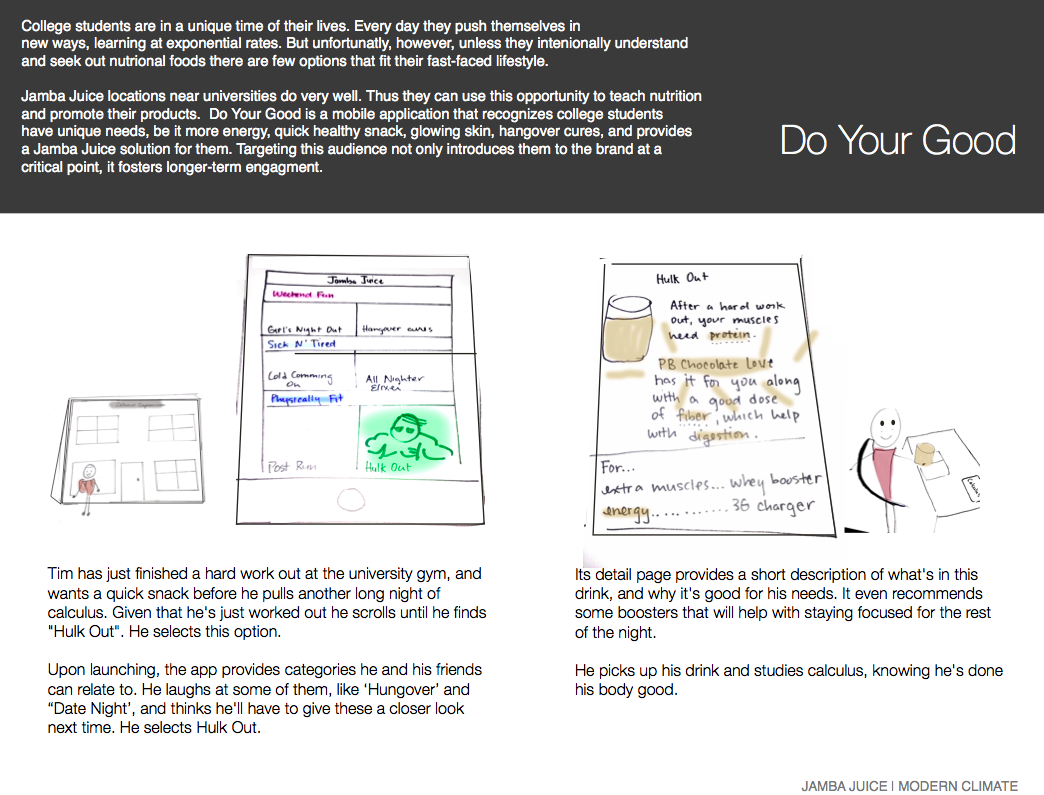 College students are in a unique time of their lives. Every day they push themselves in
new ways, learning at exponential rates. But unfortunatly, however, unless they intenionally understand
and seek out nutrional foods there are few options that fit their fast-faced lifestyle.
Jamba Juice locations near universities do very well. Thus they can use this opportunity to teach nutrition
and promote their products.  Do Your Good is a mobile application that recognizes college students
have unique needs, be it more energy, quick healthy snack, glowing skin, hangover cures, and provides
a Jamba Juice solution for them. Targeting this audience not only introduces them to the brand at a
critical point, it fosters longer-term engagment.
Do Your Good
Jamba Juice
Weekend Fun
Girl's Night Out
Hangover cures
Sick N' Tired
Cold Comming
On
All Nighter
Elixer
Physically Fit
Post Run
Hulk Out
Hulk Out
After a hard work
out, your muscles
need protein.
PB Chocolate Love
has it for you along
with a good dose
of fiber, which help
with digestion.
For...
extra muscles... whey booster
energy............ 3G charger
Tim has just finished a hard work out at the university gym, and
wants a quick snack before he pulls another long night of
calculus. Given that he's just worked out he scrolls until he finds
"Hulk Out". He selects this option.
Upon launching, the app provides categories he and his friends
can relate to. He laughs at some of them, like ‘Hungover’ and
“Date Night’, and thinks he'll have to give these a closer look
next time. He selects Hulk Out.
Its detail page provides a short description of what's in this
drink, and why it's good for his needs. It even recommends
some boosters that will help with staying focused for the rest
of the night.
He picks up his drink and studies calculus, knowing he's done
his body good.
JAMBA JUICE | MODERN CLIMATE